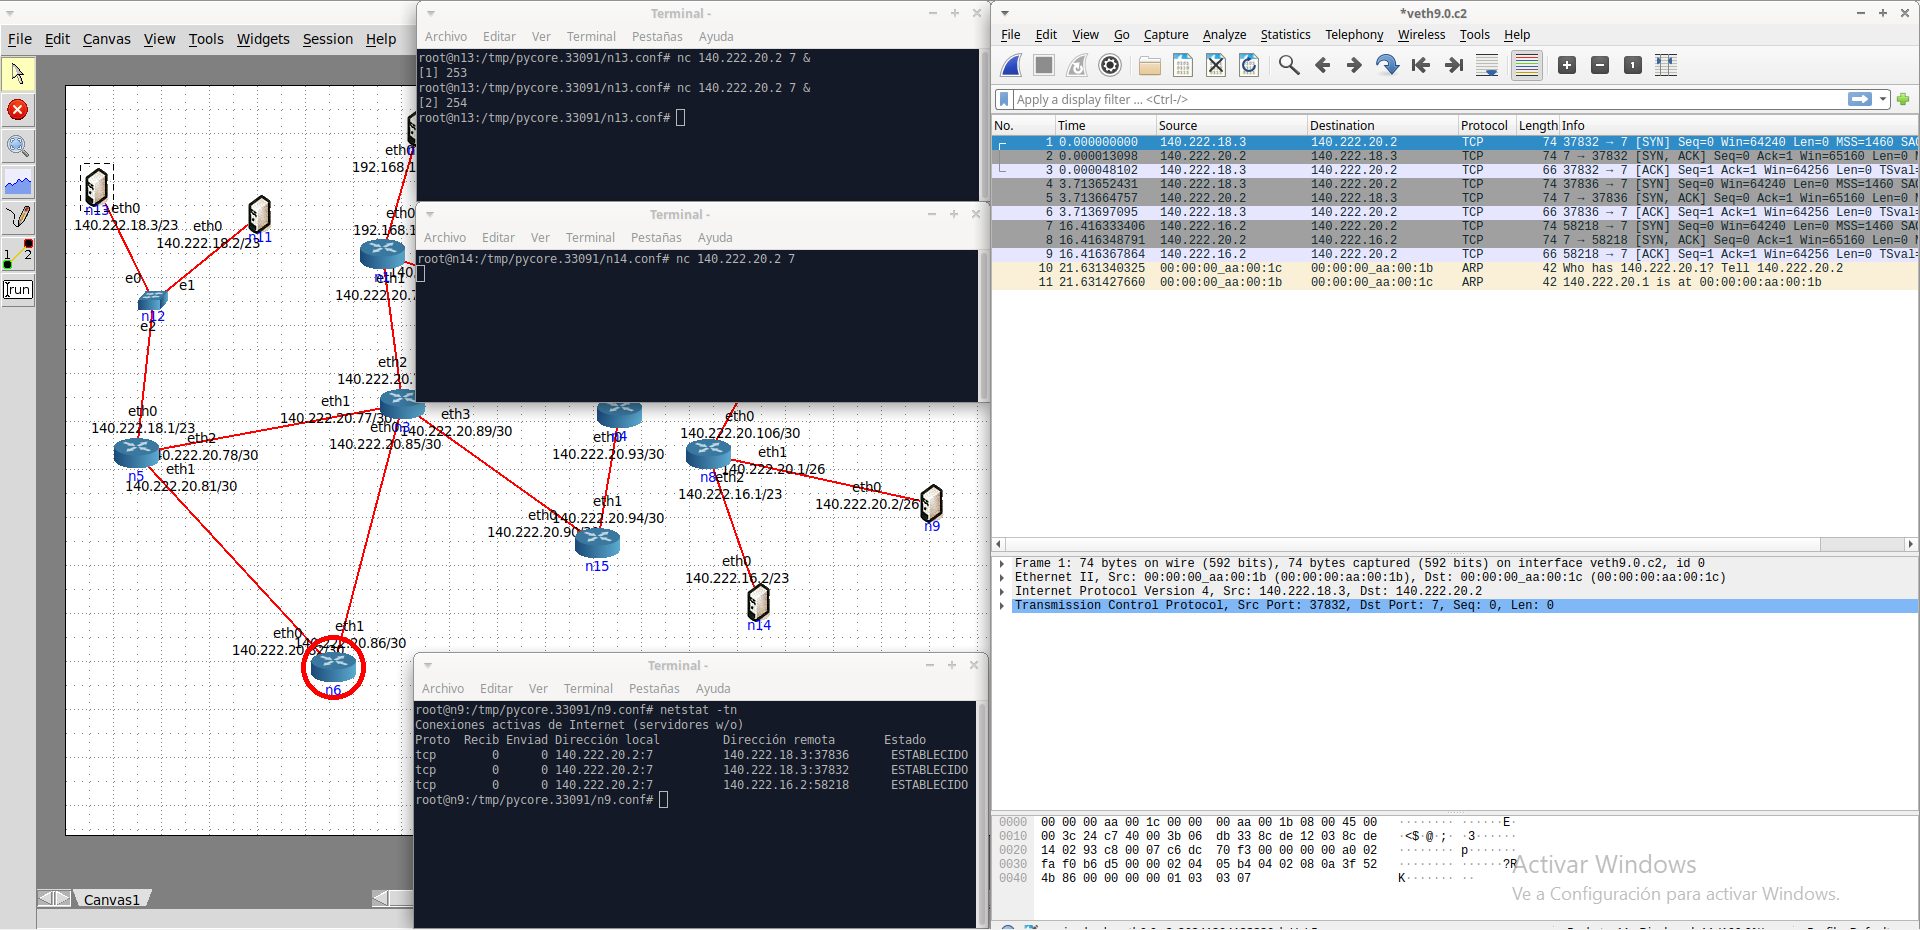 File Edit Canvas View Tools Widgets Session Help
run
n13
eth0
140.222.18.3/23
eth0
140.222.18.2/23
n11
e0
e1
n12
e2
eth0
192.168.1
eth0
192.168.1
eth1
140.222.20.7
eth2
140.222.20.
eth1
140.222.20.77/30
n3
eth3
140.222.20.89/30
eth0
140.222.20.85/30
eth0
140.222.18.1/23
eth2
140.222.20.78/30
n5
eth1
140.222.20.81/30
n4
eth0
140.222.20.93/30
eth1
140.222.20.94/30
eth0
140.222.20.90/30
n15
eth0
140.222.20.106/30
eth1
140.222.20.1/26
n8
eth2
140.222.16.1/23
eth0
140.222.20.2/26
n9
eth0
140.222.16.2/23
n14
eth0
eth1
140.222.20.86/30
n6
Canvas1
Terminal -
Archivo Editar Ver Terminal Pestañas Ayuda
root@n13:/tmp/pycore.33091/n13.conf# nc 140.222.20.2 7 &
[1] 253
root@n13:/tmp/pycore.33091/n13.conf# nc 140.222.20.2 7 &
[2] 254
root@n13:/tmp/pycore.33091/n13.conf#
Terminal -
Archivo Editar Ver Terminal Pestañas Ayuda
root@n14:/tmp/pycore.33091/n14.conf# nc 140.222.20.2 7
Terminal -
Archivo Editar Ver Terminal Pestañas Ayuda
root@n9:/tmp/pycore.33091/n9.conf# netstat -tn
Conexiones activas de Internet (servidores w/o)
Proto Recib Enviad Dirección local Dirección remota Estado
tcp 0 0 140.222.20.2:7 140.222.18.3:37836 ESTABLECIDO
tcp 0 0 140.222.20.2:7 140.222.18.3:37832 ESTABLECIDO
tcp 0 0 140.222.20.2:7 140.222.16.2:58218 ESTABLECIDO
root@n9:/tmp/pycore.33091/n9.conf#
*veth9.0.c2
File Edit View Go Capture Analyze Statistics Telephony Wireless Tools Help
Apply a display filter ... <Ctrl-/>
No. Time Source Destination Protocol Length Info
1 0.000000000 140.222.18.3 140.222.20.2 TCP 74 37832 → 7 [SYN] Seq=0 Win=64240 Len=0 MSS=1460 SAC
2 0.000013098 140.222.20.2 140.222.18.3 TCP 74 7 → 37832 [SYN, ACK] Seq=0 Ack=1 Win=65160 Len=0 M
3 0.000048102 140.222.18.3 140.222.20.2 TCP 66 37832 → 7 [ACK] Seq=1 Ack=1 Win=64256 Len=0 TSval=
4 3.713652431 140.222.18.3 140.222.20.2 TCP 74 37836 → 7 [SYN] Seq=0 Win=64240 Len=0 MSS=1460 SAC
5 3.713664757 140.222.20.2 140.222.18.3 TCP 74 7 → 37836 [SYN, ACK] Seq=0 Ack=1 Win=65160 Len=0 M
6 3.713697095 140.222.18.3 140.222.20.2 TCP 66 37836 → 7 [ACK] Seq=1 Ack=1 Win=64256 Len=0 TSval=
7 16.416333406 140.222.16.2 140.222.20.2 TCP 74 58218 → 7 [SYN] Seq=0 Win=64240 Len=0 MSS=1460 SAC
8 16.416348791 140.222.20.2 140.222.16.2 TCP 74 7 → 58218 [SYN, ACK] Seq=0 Ack=1 Win=65160 Len=0 M
9 16.416367864 140.222.16.2 140.222.20.2 TCP 66 58218 → 7 [ACK] Seq=1 Ack=1 Win=64256 Len=0 TSval=
10 21.631340325 00:00:00_aa:00:1c 00:00:00_aa:00:1b ARP 42 Who has 140.222.20.1? Tell 140.222.20.2
11 21.631427660 00:00:00_aa:00:1b 00:00:00_aa:00:1c ARP 42 140.222.20.1 is at 00:00:00:aa:00:1b
Frame 1: 74 bytes on wire (592 bits), 74 bytes captured (592 bits) on interface veth9.0.c2, id 0
Ethernet II, Src: 00:00:00_aa:00:1b (00:00:00:aa:00:1b), Dst: 00:00:00_aa:00:1c (00:00:00:aa:00:1c)
Internet Protocol Version 4, Src: 140.222.18.3, Dst: 140.222.20.2
Transmission Control Protocol, Src Port: 37832, Dst Port: 7, Seq: 0, Len: 0
0000 00 00 00 aa 00 1c 00 00 00 aa 00 1b 08 00 45 00 ··············E·
0010 00 3c 24 c7 40 00 3b 06 db 33 8c de 12 03 8c de ·<$·@·;· ·3······
0020 14 02 93 c8 00 07 c6 dc 70 f3 00 00 00 00 a0 02 ········ p·······
0030 fa f0 b6 d5 00 00 02 04 05 b4 04 02 08 0a 3f 52 ········ ······?R
0040 4b 86 00 00 00 00 01 03 03 07 K······· ··
Activar Windows
Ve a Configuración para activar Windows.